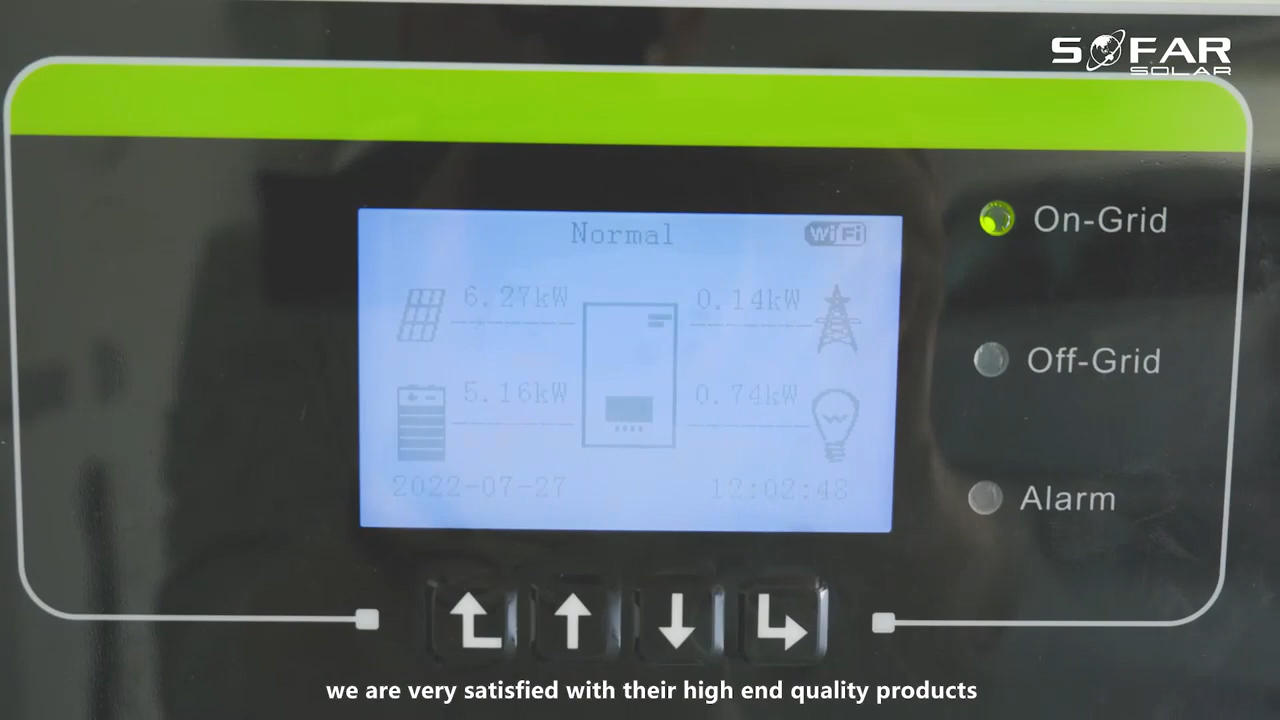 SOFAR
SOLAR
On-Grid
Normal
WiFi
6.27kW
0.14kW
Off-Grid
5.16kW
0.74kW
2022-07-27
12:02:48
Alarm
we are very satisfied with their high end quality products